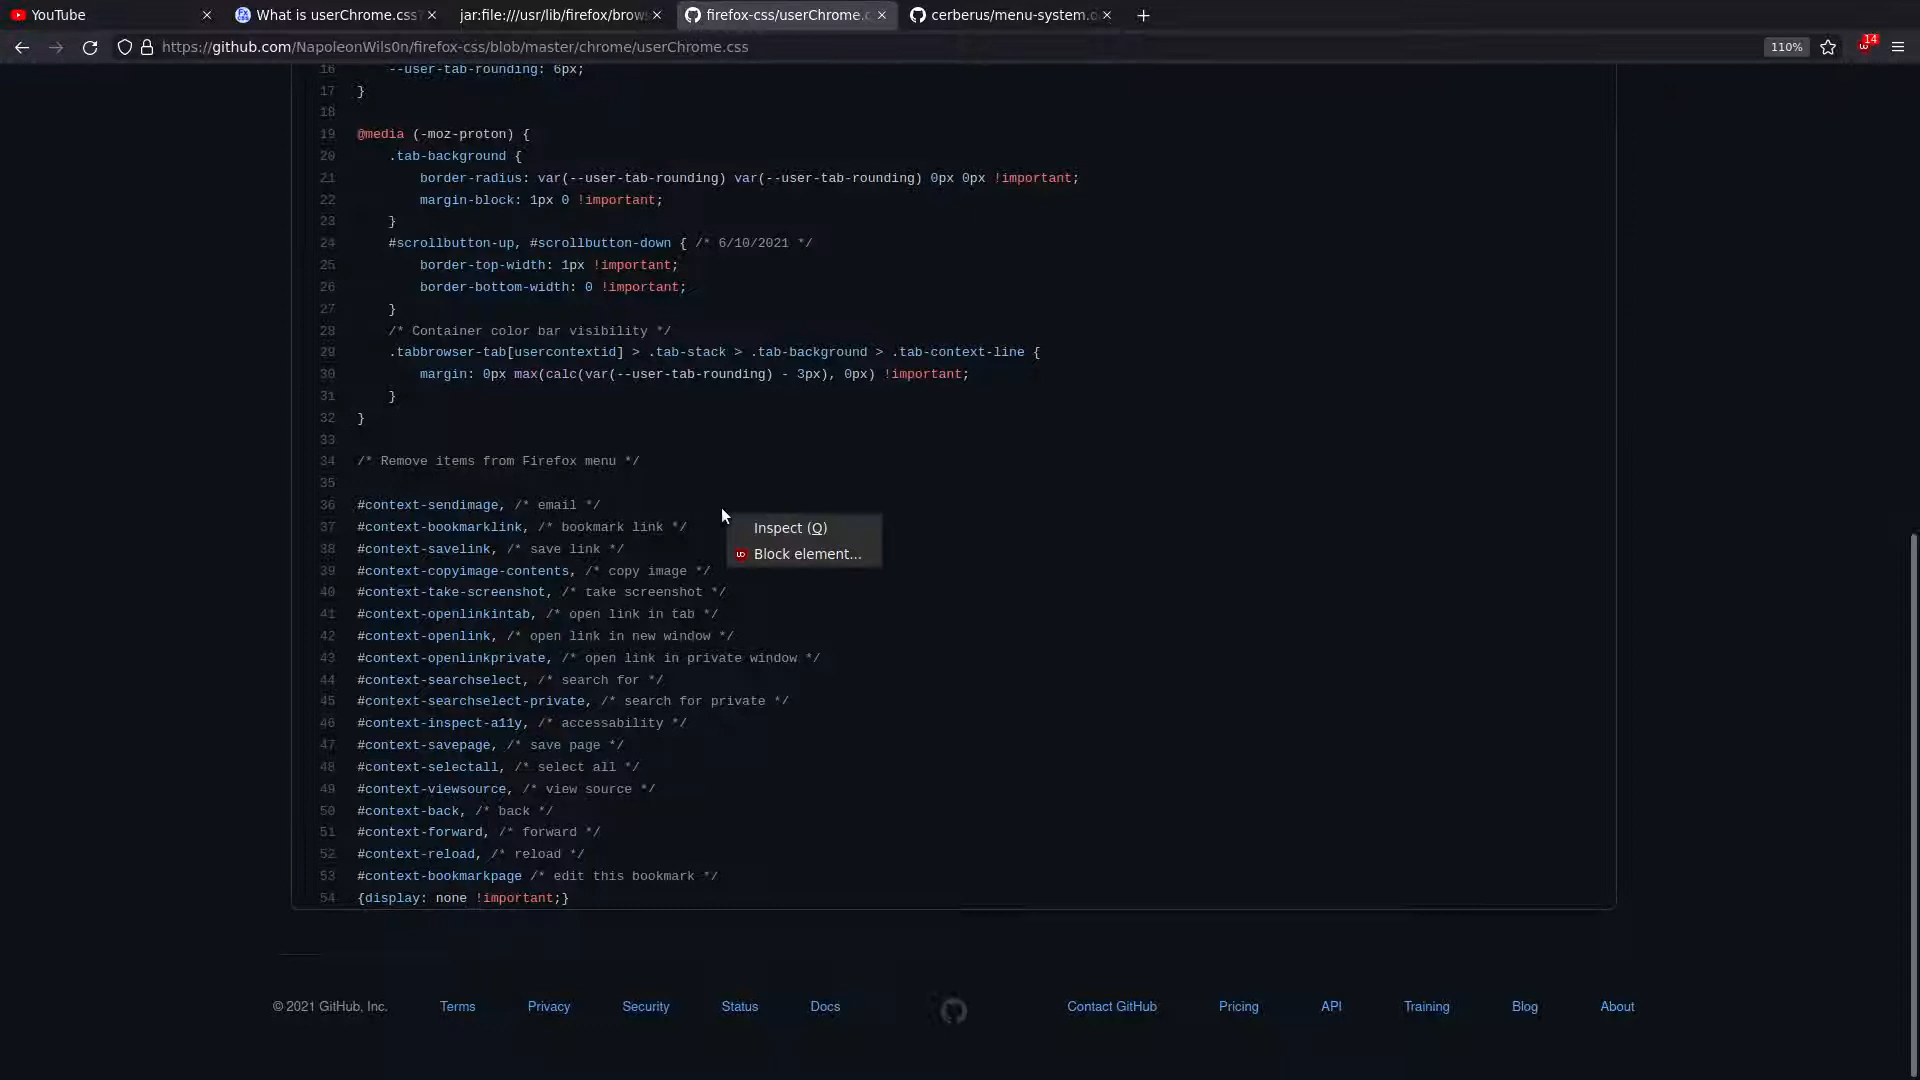 YouTube
What is userChrome.css
jar:file:///usr/lib/firefox/brow
firefox-css/userChrome.c
cerberus/menu-system.
https://github.com/NapoleonWils0n/firefox-css/blob/master/chrome/userChrome.css
110%
14
16 --user-tab-rounding: 6px;
17 }
18
19 @media (-moz-proton) {
20 .tab-background {
21 border-radius: var(--user-tab-rounding) var(--user-tab-rounding) 0px 0px !important;
22 margin-block: 1px 0 !important;
23 }
24 #scrollbutton-up, #scrollbutton-down { /* 6/10/2021 */
25 border-top-width: 1px !important;
26 border-bottom-width: 0 !important;
27 }
28 /* Container color bar visibility */
29 .tabbrowser-tab[usercontextid] > .tab-stack > .tab-background > .tab-context-line {
30 margin: 0px max(calc(var(--user-tab-rounding) - 3px), 0px) !important;
31 }
32 }
33
34 /* Remove items from Firefox menu */
35
36 #context-sendimage, /* email */
37 #context-bookmarklink, /* bookmark link */
38 #context-savelink, /* save link */
39 #context-copyimage-contents, /* copy image */
40 #context-take-screenshot, /* take screenshot */
41 #context-openlinkintab, /* open link in tab */
42 #context-openlink, /* open link in new window */
43 #context-openlinkprivate, /* open link in private window */
44 #context-searchselect, /* search for */
45 #context-searchselect-private, /* search for private */
46 #context-inspect-a11y, /* accessability */
47 #context-savepage, /* save page */
48 #context-selectall, /* select all */
49 #context-viewsource, /* view source */
50 #context-back, /* back */
51 #context-forward, /* forward */
52 #context-reload, /* reload */
53 #context-bookmarkpage /* edit this bookmark */
54 {display: none !important;}
Inspect (Q)
Block element...
© 2021 GitHub, Inc.
Terms
Privacy
Security
Status
Docs
Contact GitHub
Pricing
API
Training
Blog
About